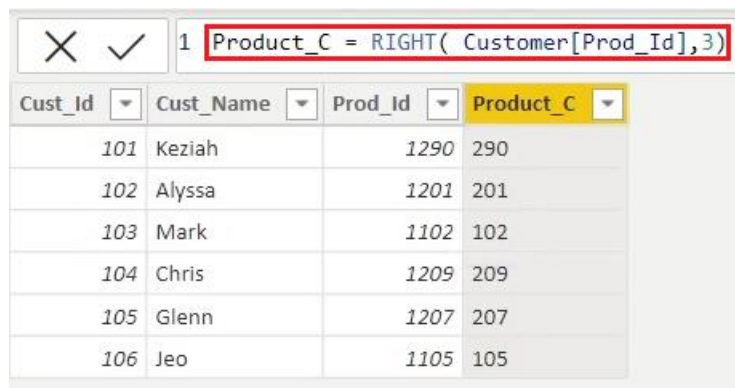 1 Product_C = RIGHT( Customer[Prod_Id],3)
Cust_Id Cust_Name Prod_Id Product_C
101 Keziah 1290 290
102 Alyssa 1201 201
103 Mark 1102 102
104 Chris 1209 209
105 Glenn 1207 207
106 Jeo 1105 105